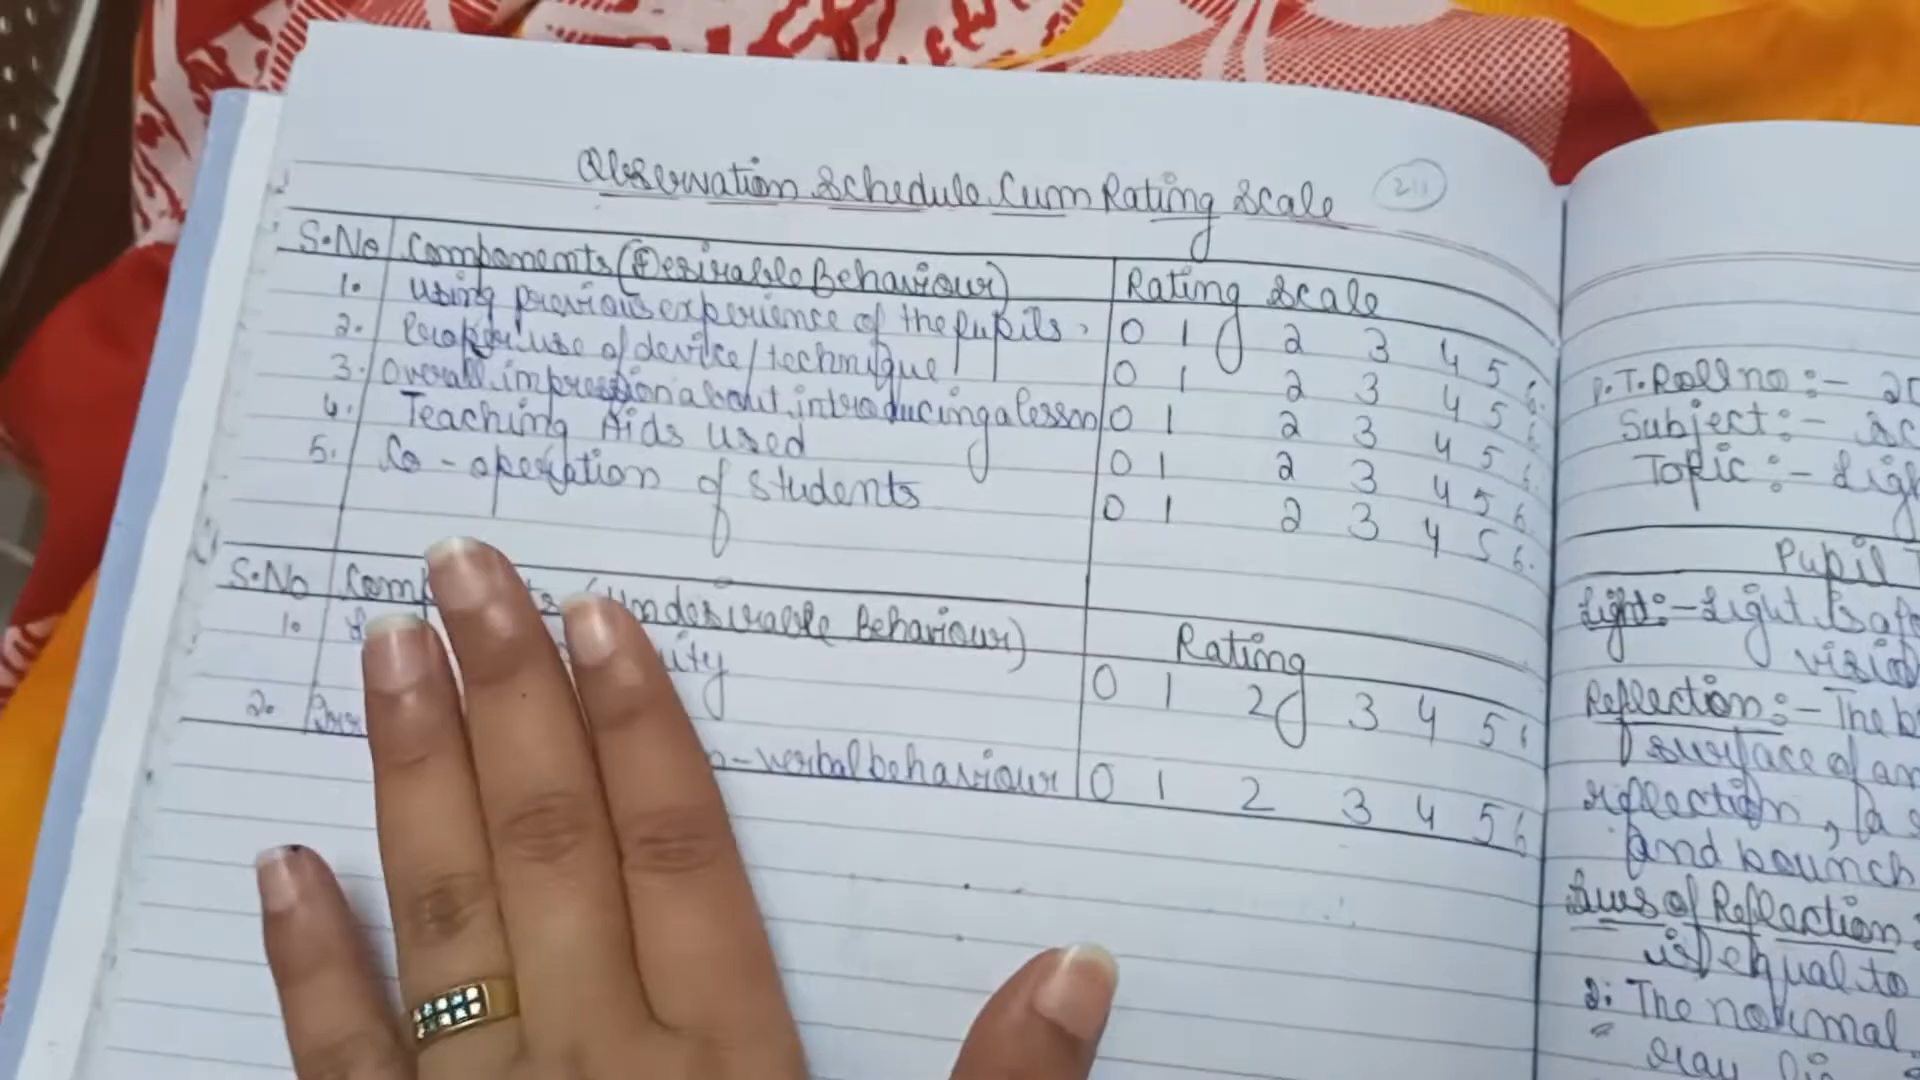 Observation Schedule Cum Rating Scale
S.No Components (Desirable Behaviour) Rating Scale
1. using previous experience of the pupils. 0 1 2 3 4 5 6.
2. Proper use of device/technique 0 1 2 3 4 5 6.
3. Overall impression about introducing a lesson 0 1 2 3 4 5 6.
4. Teaching Aids used 0 1 2 3 4 5 6.
5. Co-operation of students 0 1 2 3 4 5 6.
S.No (Undesirable Behaviour) Rating
1. 0 1 2 3 4 5 6
2. verbal behaviour 0 1 2 3 4 5 6
P.T. Roll no :-
Subject :-
Topic :-
Pupil
Light :- Light is a
Reflection :- The
surface of an
reflection, la
and bounch
Laws of Reflection
is equal to
2: The normal
ray